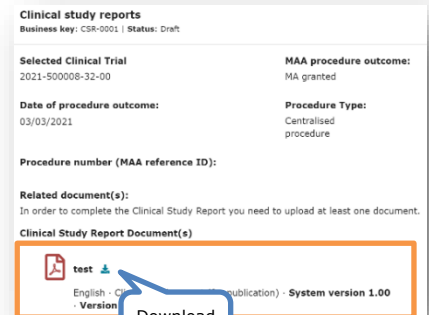 Clinical study reports
Business key: CSR-0001 | Status: Draft
Selected Clinical Trial
MAA procedure outcome:
2021-500008-32-00
MA granted
Date of procedure outcome:
Procedure Type:
03/03/2021
Centralised
procedure
Procedure number (MAA reference ID):
Related document(s):
In order to complete the Clinical Study Report you need to upload at least one document.
Clinical Study Report Document(s)
test
English · publication) · System version 1.00
· Version
Download